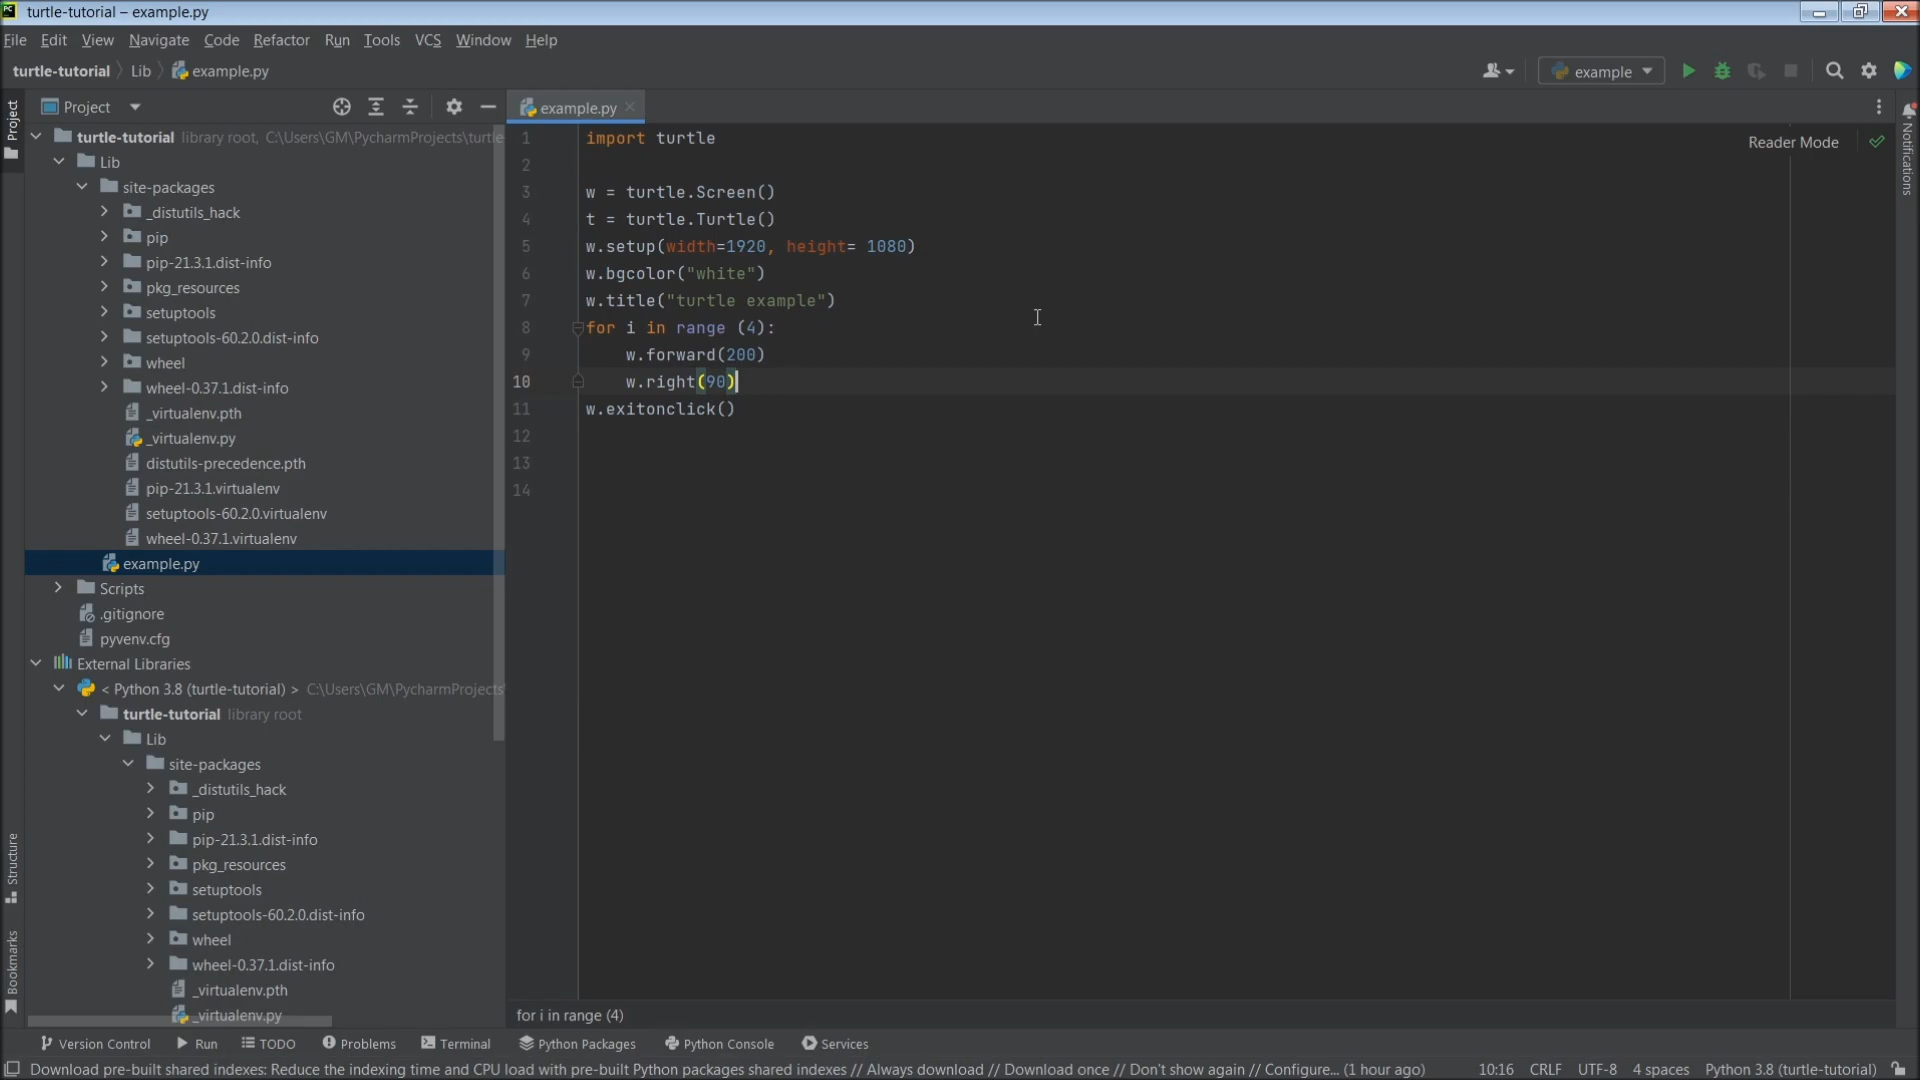 turtle-tutorial – example.py
File Edit View Navigate Code Refactor Run Tools VCS Window Help
turtle-tutorial Lib example.py
example
Project
Project
example.py
Reader Mode
Notifications
turtle-tutorial library root, C:\Users\GM\PycharmProjects\turtle
Lib
site-packages
_distutils_hack
pip
pip-21.3.1.dist-info
pkg_resources
setuptools
setuptools-60.2.0.dist-info
wheel
wheel-0.37.1.dist-info
_virtualenv.pth
_virtualenv.py
distutils-precedence.pth
pip-21.3.1.virtualenv
setuptools-60.2.0.virtualenv
wheel-0.37.1.virtualenv
example.py
Scripts
.gitignore
pyvenv.cfg
External Libraries
< Python 3.8 (turtle-tutorial) > C:\Users\GM\PycharmProjects
turtle-tutorial library root
Lib
site-packages
_distutils_hack
pip
pip-21.3.1.dist-info
pkg_resources
setuptools
setuptools-60.2.0.dist-info
wheel
wheel-0.37.1.dist-info
_virtualenv.pth
_virtualenv.py
Structure
Bookmarks
1 import turtle
2
3 w = turtle.Screen()
4 t = turtle.Turtle()
5 w.setup(width=1920, height= 1080)
6 w.bgcolor("white")
7 w.title("turtle example")
8 for i in range (4):
9     w.forward(200)
10     w.right(90)
11 w.exitonclick()
12
13
14
for i in range (4)
Version Control Run TODO Problems Terminal Python Packages Python Console Services
Download pre-built shared indexes: Reduce the indexing time and CPU load with pre-built Python packages shared indexes // Always download // Download once // Don't show again // Configure... (1 hour ago) 10:16 CRLF UTF-8 4 spaces Python 3.8 (turtle-tutorial)